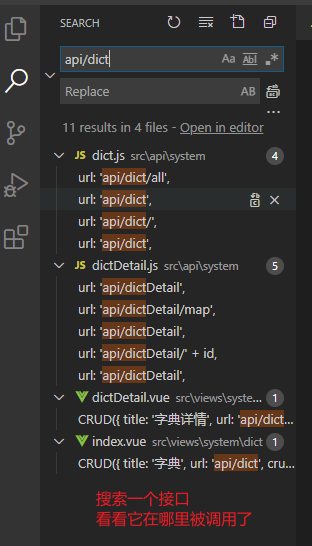 SEARCH
api/dict
Aa Abl .*
Replace
AB
...
11 results in 4 files - Open in editor
JS dict.js src\api\system 4
url: 'api/dict/all',
url: 'api/dict',
url: 'api/dict/',
url: 'api/dict',
JS dictDetail.js src\api\system 5
url: 'api/dictDetail',
url: 'api/dictDetail/map',
url: 'api/dictDetail',
url: 'api/dictDetail/' + id,
url: 'api/dictDetail',
dictDetail.vue src\views\syste... 1
CRUD({ title: '字典详情', url: 'api/dict...
index.vue src\views\system\dict 1
CRUD({ title: '字典', url: 'api/dict', cru...
搜索一个接口
看看它在哪里被调用了